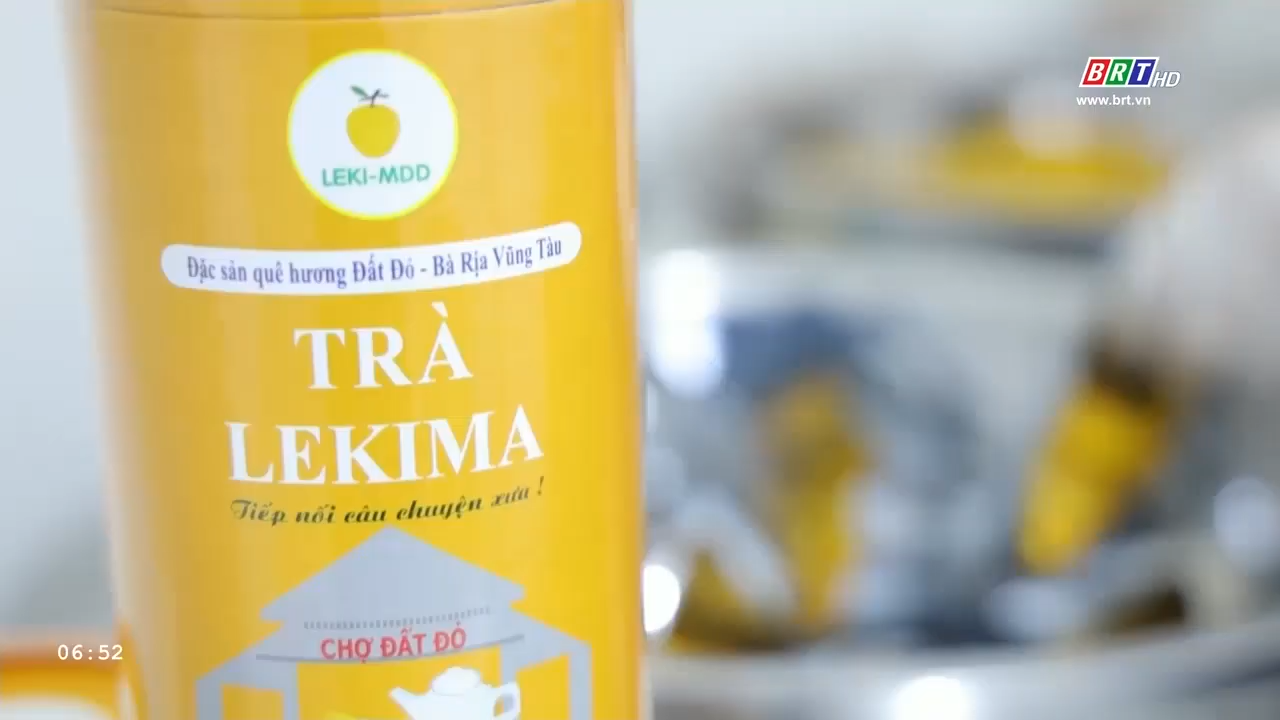 BRT HD
www.brt.vn
LEKI-MDD
Đặc sản quê hương Đất Đỏ - Bà Rịa Vũng Tàu
TRÀ
LEKIMA
Tiếp nối câu chuyện xưa !
CHỢ ĐẤT ĐỎ
06:52